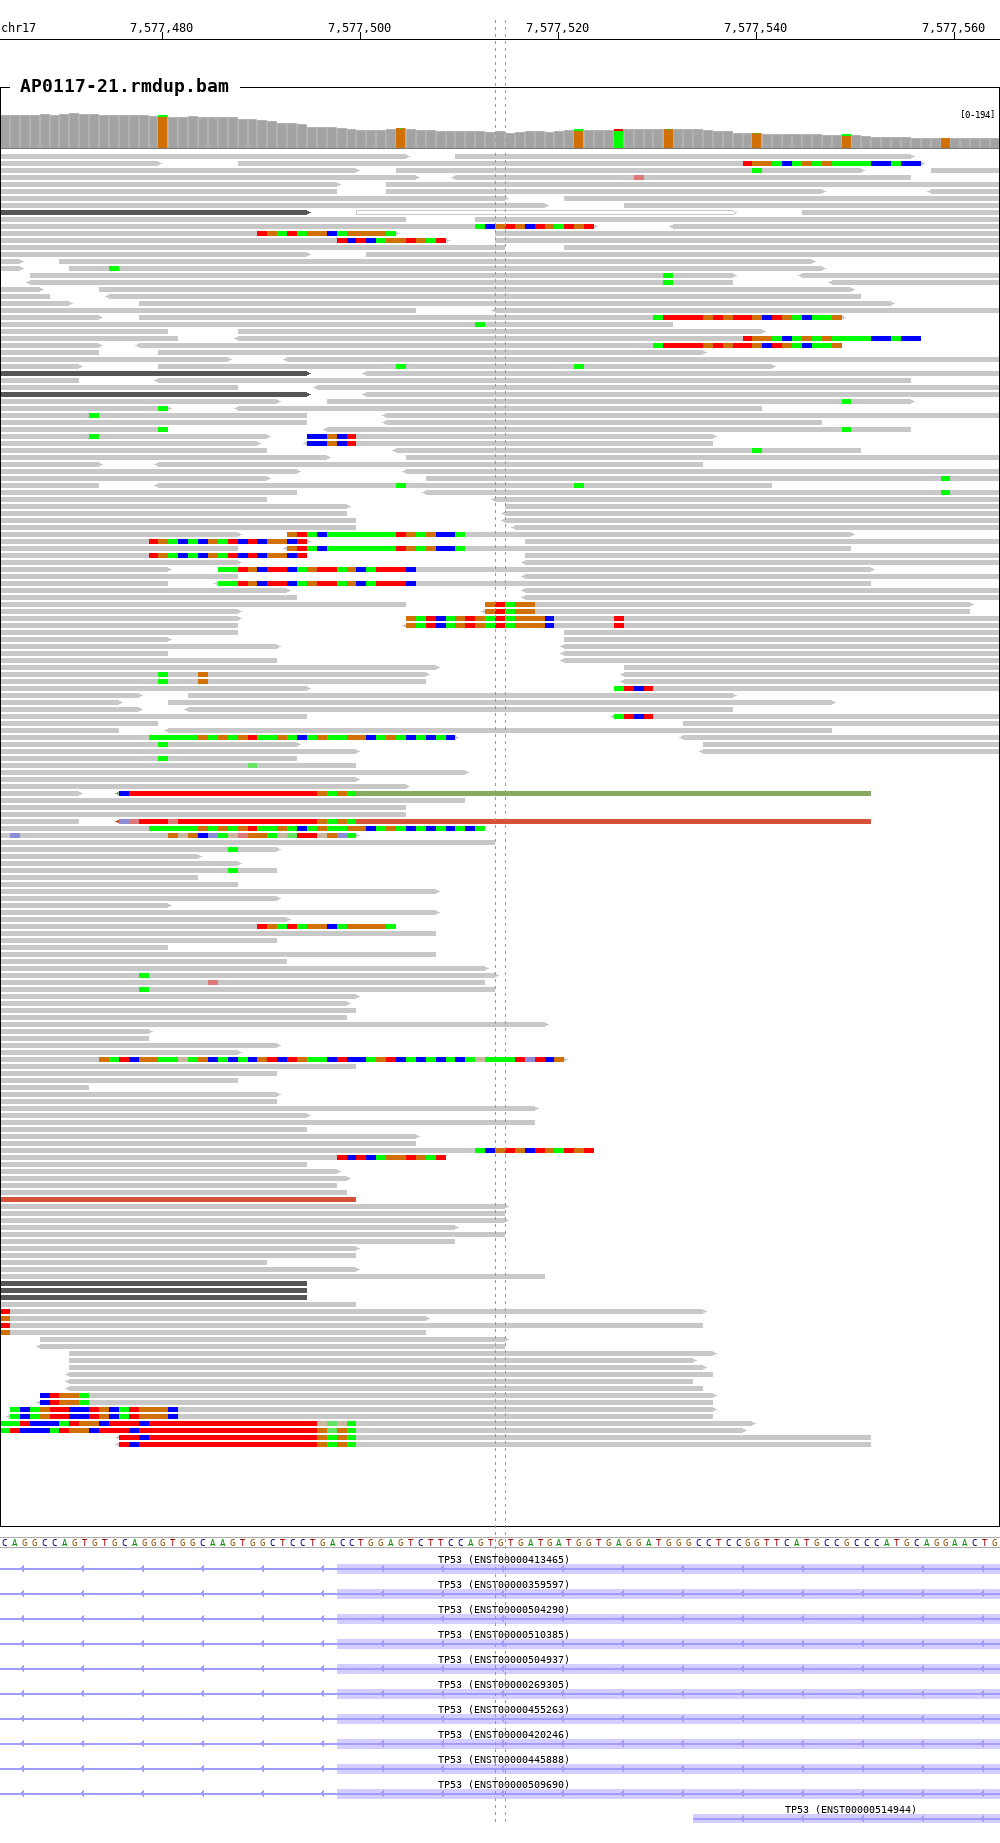 chr17 7,577,480 7,577,500 7,577,520 7,577,540 7,577,560
AP0117-21.rmdup.bam
[0-194]
CAGGCCAGTGTGCAGGGTGGCAAGTGGCTCCTGACCTGGAGTCTTCCAGTGTGATGATGGTGAGGATGGGCCTCCGGTTCATGCCGCCCATGCAGGAACTG
TP53 (ENST00000413465)
TP53 (ENST00000359597)
TP53 (ENST00000504290)
TP53 (ENST00000510385)
TP53 (ENST00000504937)
TP53 (ENST00000269305)
TP53 (ENST00000455263)
TP53 (ENST00000420246)
TP53 (ENST00000445888)
TP53 (ENST00000509690)
TP53 (ENST00000514944)